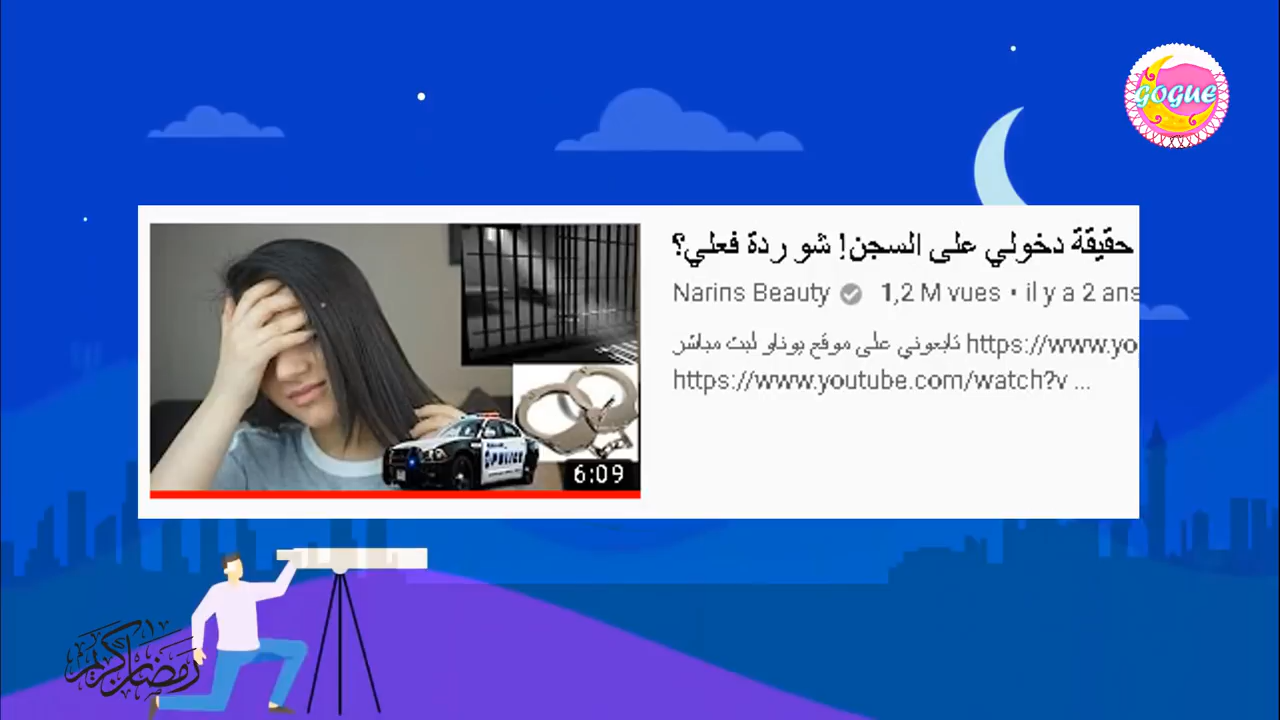 GOGUE
حقيقة دخولي على السجن! شو ردة فعلي؟
Narins Beauty 1,2 M vues • il y a 2 ans
تابعوني على موقع يوناو لبث مباشر https://www.yo
https://www.youtube.com/watch?v ...
POLICE
6:09
رمضان كريم